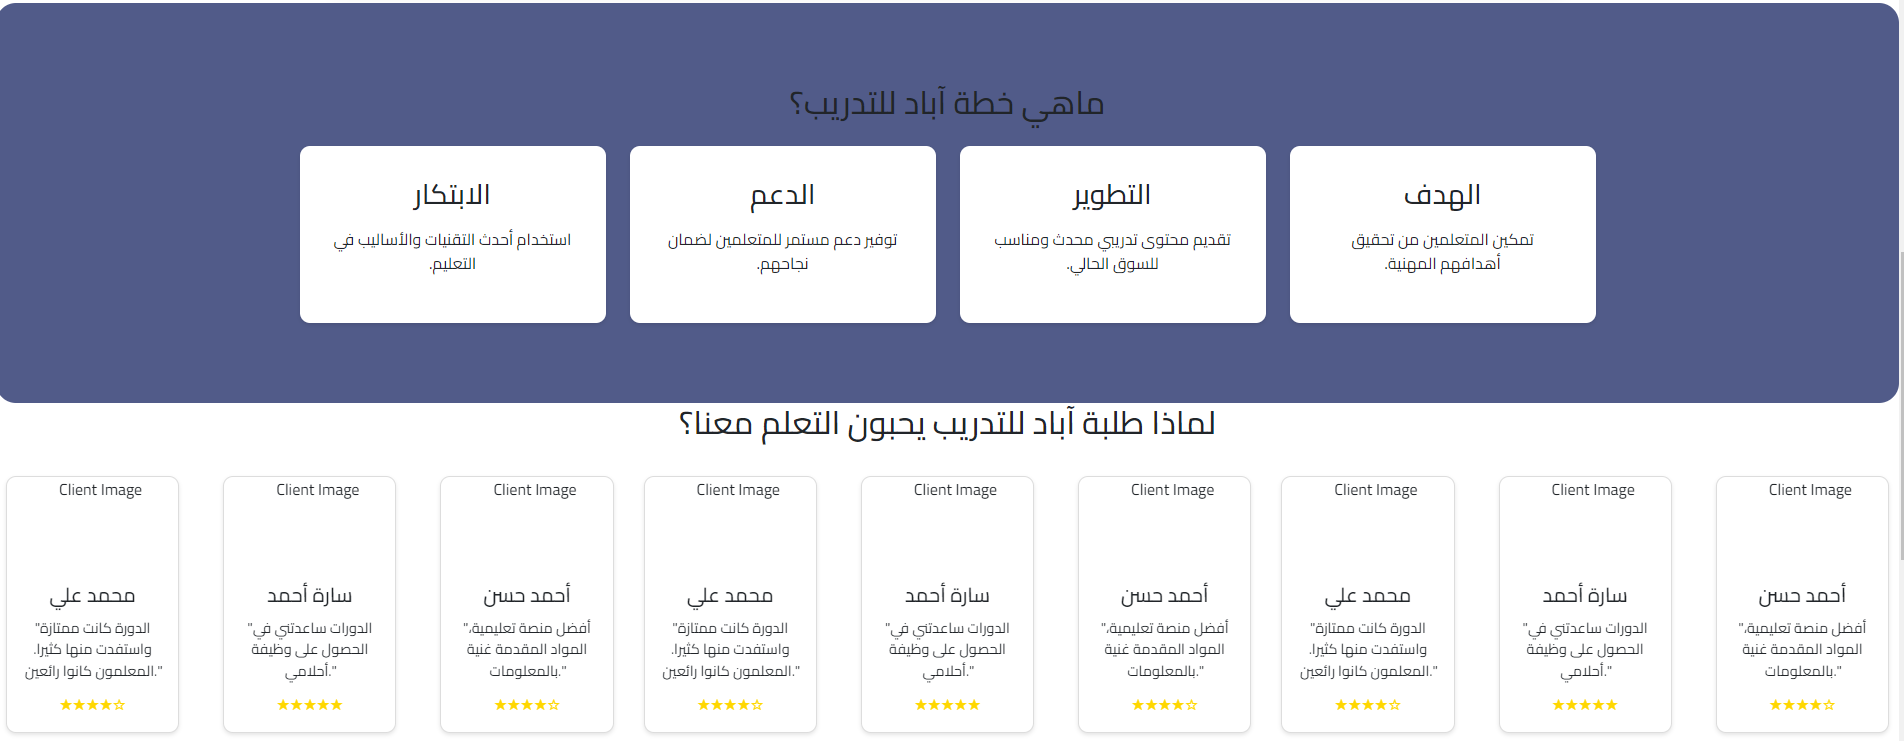 ماهي خطة آباد للتدريب؟
الهدف
تمكين المتعلمين من تحقيق
أهدافهم المهنية.
التطوير
تقديم محتوى تدريبي محدث ومناسب
للسوق الحالي.
الدعم
توفير دعم مستمر للمتعلمين لضمان
نجاحهم.
الابتكار
استخدام أحدث التقنيات والأساليب في
التعليم.
لماذا طلبة آباد للتدريب يحبون التعلم معنا؟
Client Image
أحمد حسن
"أفضل منصة تعليمية،
المواد المقدمة غنية
بالمعلومات."
★★★★☆
Client Image
سارة أحمد
"الدورات ساعدتني في
الحصول على وظيفة
أحلامي."
★★★★★
Client Image
محمد علي
"الدورة كانت ممتازة
واستفدت منها كثيرا.
المعلمون كانوا رائعين."
★★★★☆
Client Image
أحمد حسن
"أفضل منصة تعليمية،
المواد المقدمة غنية
بالمعلومات."
★★★★☆
Client Image
سارة أحمد
"الدورات ساعدتني في
الحصول على وظيفة
أحلامي."
★★★★★
Client Image
محمد علي
"الدورة كانت ممتازة
واستفدت منها كثيرا.
المعلمون كانوا رائعين."
★★★★☆
Client Image
أحمد حسن
"أفضل منصة تعليمية،
المواد المقدمة غنية
بالمعلومات."
★★★★☆
Client Image
سارة أحمد
"الدورات ساعدتني في
الحصول على وظيفة
أحلامي."
★★★★★
Client Image
محمد علي
"الدورة كانت ممتازة
واستفدت منها كثيرا.
المعلمون كانوا رائعين."
★★★★☆